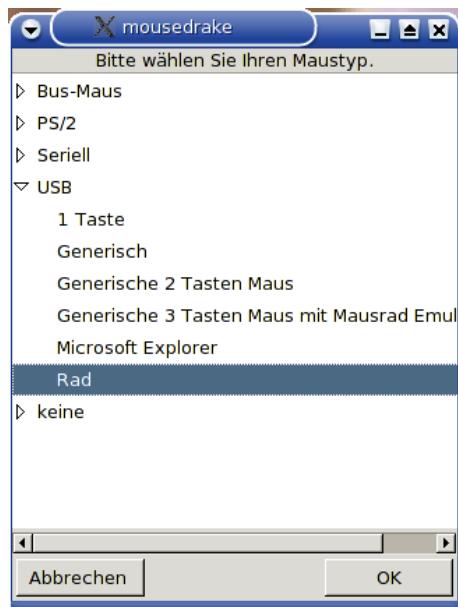 mousedrake
Bitte wählen Sie Ihren Maustyp.
Bus-Maus
PS/2
Seriell
USB
1 Taste
Generisch
Generische 2 Tasten Maus
Generische 3 Tasten Maus mit Mausrad Emul
Microsoft Explorer
Rad
keine
Abbrechen OK